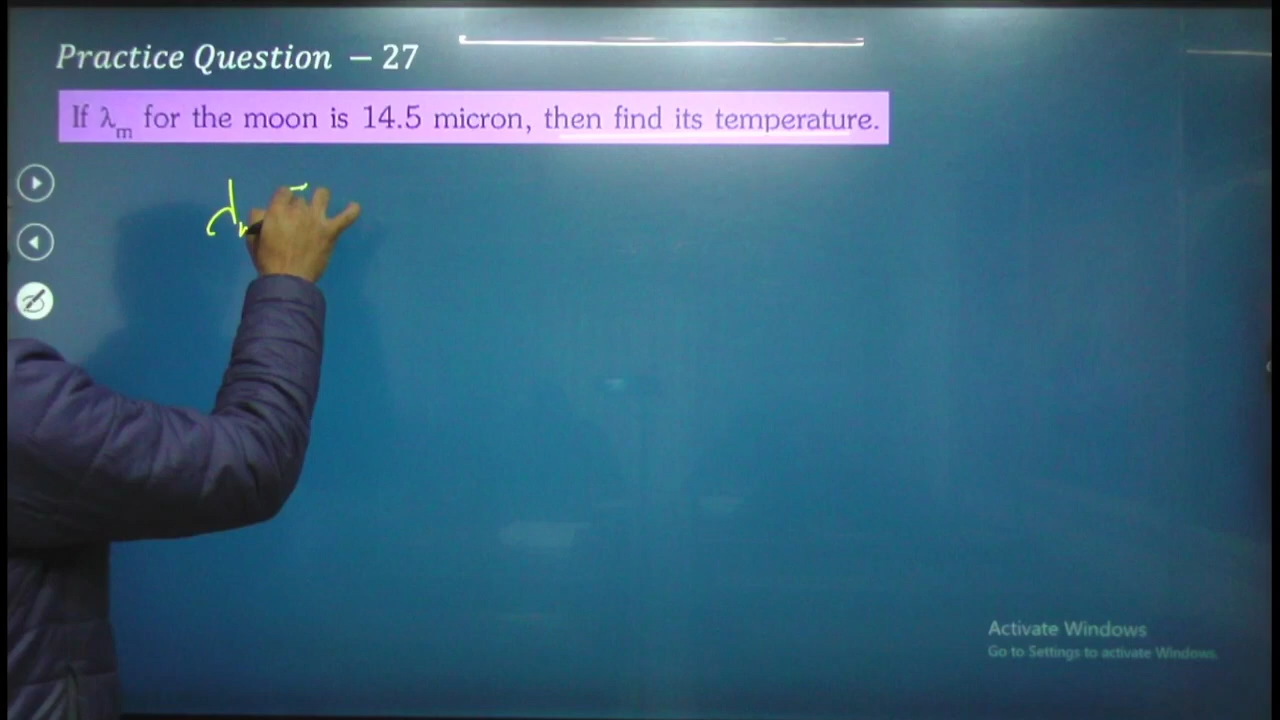 Practice Question – 27
If λₘ for the moon is 14.5 micron, then find its temperature.
Activate Windows
Go to Settings to activate Windows.